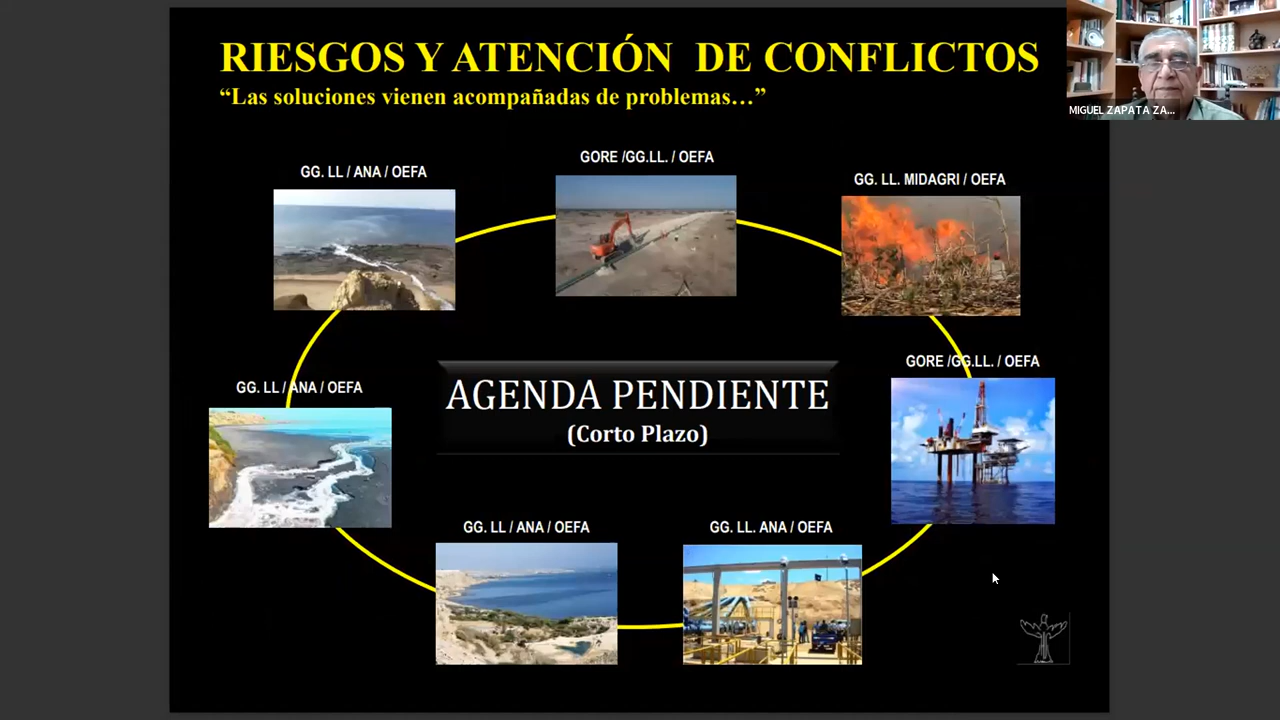 RIESGOS Y ATENCIÓN DE CONFLICTOS
“Las soluciones vienen acompañadas de problemas…”
MIGUEL ZAPATA ZA...
GG. LL / ANA / OEFA
GORE /GG.LL. / OEFA
GG. LL. MIDAGRI / OEFA
GG. LL / ANA / OEFA
AGENDA PENDIENTE
(Corto Plazo)
GORE /GG.LL. / OEFA
GG. LL / ANA / OEFA
GG. LL. ANA / OEFA